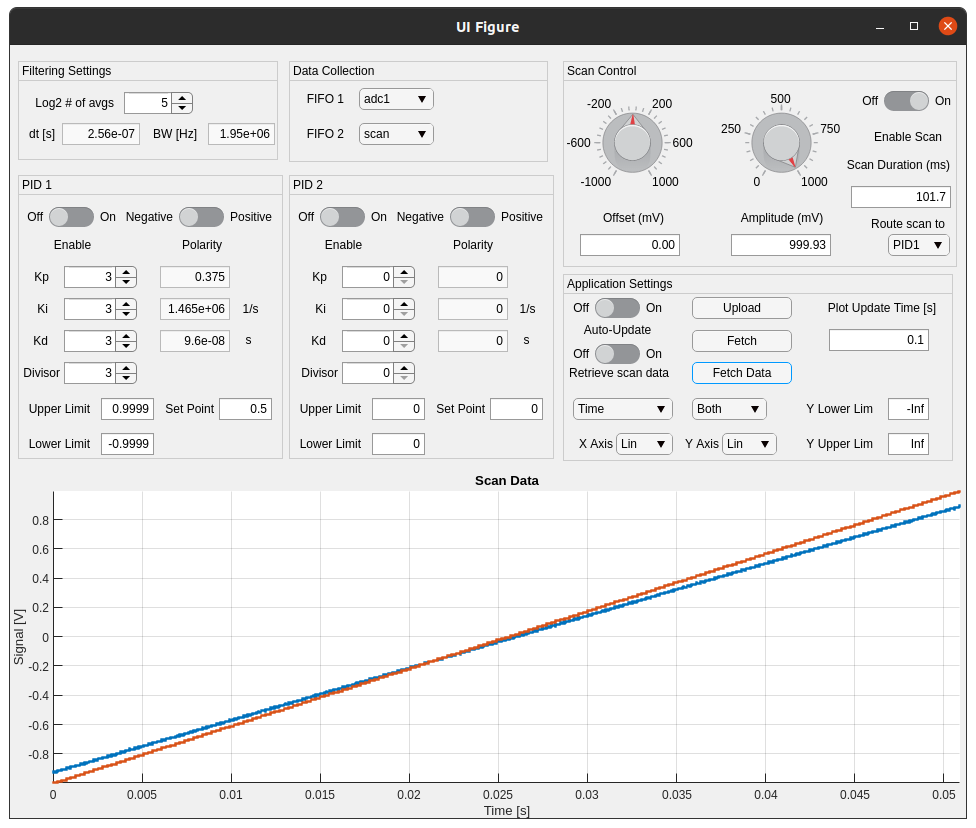 UI Figure
Filtering Settings
Log2 # of avgs 5
dt [s] 2.56e-07 BW [Hz] 1.95e+06
Data Collection
FIFO 1 adc1
FIFO 2 scan
Scan Control
-200 200
-600 600
-1000 1000
Offset (mV)
0.00
500
250 750
0 1000
Amplitude (mV)
999.93
Off On
Enable Scan
Scan Duration (ms)
101.7
Route scan to
PID1
PID 1
Off On Negative Positive
Enable Polarity
Kp 3 0.375
Ki 3 1.465e+06 1/s
Kd 3 9.6e-08 s
Divisor 3
Upper Limit 0.9999 Set Point 0.5
Lower Limit -0.9999
PID 2
Off On Negative Positive
Enable Polarity
Kp 0 0
Ki 0 0 1/s
Kd 0 0 s
Divisor 0
Upper Limit 0 Set Point 0
Lower Limit 0
Application Settings
Off On Upload Plot Update Time [s]
Auto-Update Fetch 0.1
Off On
Retrieve scan data Fetch Data
Time Both Y Lower Lim -Inf
X Axis Lin Y Axis Lin Y Upper Lim Inf
Scan Data
0.8
0.6
0.4
0.2
0
-0.2
-0.4
-0.6
-0.8
Signal [V]
0 0.005 0.01 0.015 0.02 0.025 0.03 0.035 0.04 0.045 0.05
Time [s]